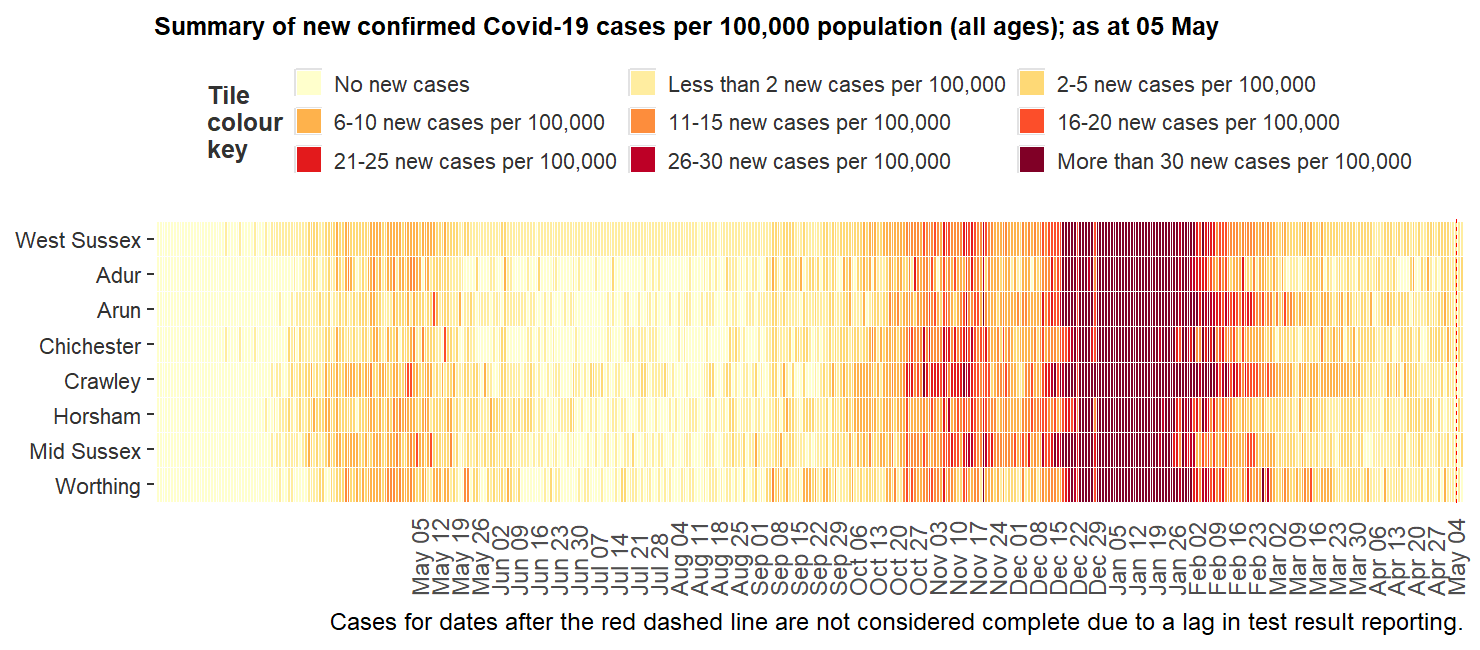 Summary of new confirmed Covid-19 cases per 100,000 population (all ages); as at 05 May
Tile
colour
key
No new cases
Less than 2 new cases per 100,000
2-5 new cases per 100,000
6-10 new cases per 100,000
11-15 new cases per 100,000
16-20 new cases per 100,000
21-25 new cases per 100,000
26-30 new cases per 100,000
More than 30 new cases per 100,000
West Sussex
Adur
Arun
Chichester
Crawley
Horsham
Mid Sussex
Worthing
May 05
May 12
May 19
May 26
Jun 02
Jun 09
Jun 16
Jun 23
Jun 30
Jul 07
Jul 14
Jul 21
Jul 28
Aug 04
Aug 11
Aug 18
Aug 25
Sep 01
Sep 08
Sep 15
Sep 22
Sep 29
Oct 06
Oct 13
Oct 20
Oct 27
Nov 03
Nov 10
Nov 17
Nov 24
Dec 01
Dec 08
Dec 15
Dec 22
Dec 29
Jan 05
Jan 12
Jan 19
Jan 26
Feb 02
Feb 09
Feb 16
Feb 23
Mar 02
Mar 09
Mar 16
Mar 23
Mar 30
Apr 06
Apr 13
Apr 20
Apr 27
May 04
Cases for dates after the red dashed line are not considered complete due to a lag in test result reporting.